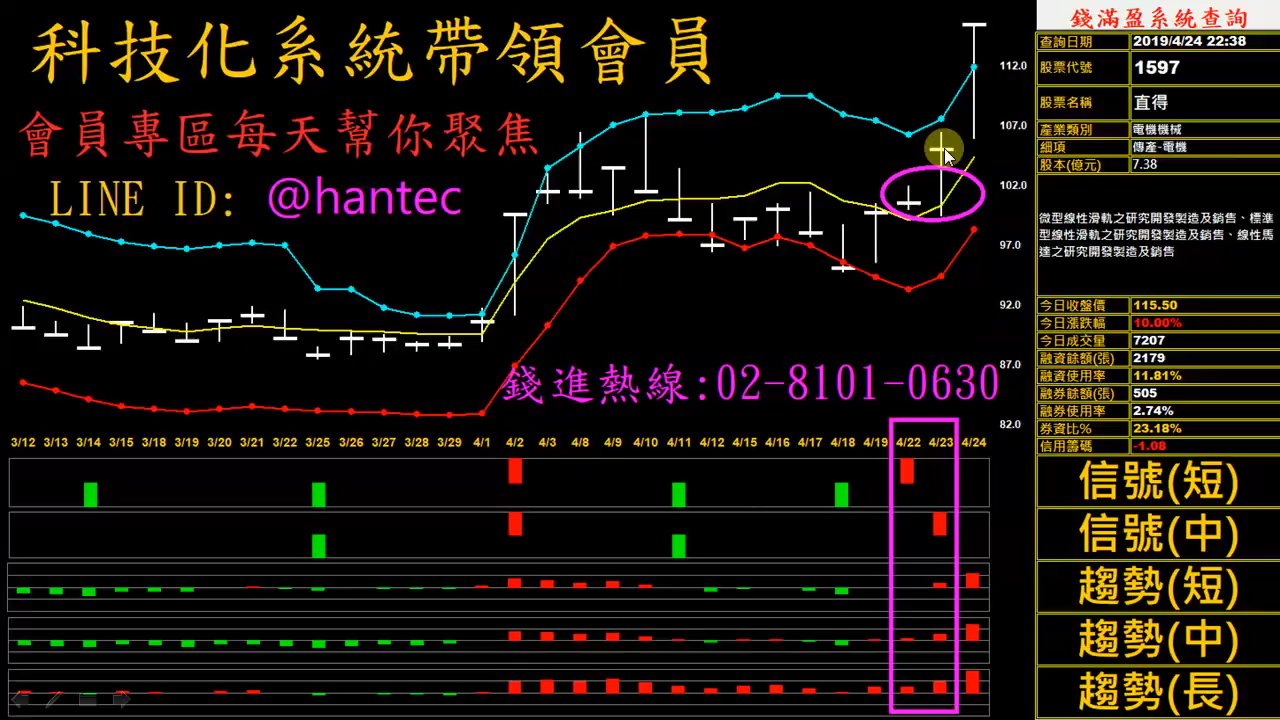 科技化系統帶領會員
會員專區每天幫你聚焦
LINE ID: @hantec
錢進熱線:02-8101-0630
112.0
107.0
102.0
97.0
92.0
87.0
82.0
3/12 3/13 3/14 3/15 3/18 3/19 3/20 3/21 3/22 3/25 3/26 3/27 3/28 3/29 4/1 4/2 4/3 4/8 4/9 4/10 4/11 4/12 4/15 4/16 4/17 4/18 4/19 4/22 4/23 4/24
錢滿盈系統查詢
查詢日期 2019/4/24 22:38
股票代號 1597
股票名稱 直得
產業類別 電機機械
細項 傳產-電機
股本(億元) 7.38
微型線性滑軌之研究開發製造及銷售、標準
型線性滑軌之研究開發製造及銷售、線性馬
達之研究開發製造及銷售
今日收盤價 115.50
今日漲跌幅 10.00%
今日成交量 7207
融資餘額(張) 2179
融資使用率 11.81%
融券餘額(張) 505
融券使用率 2.74%
券資比% 23.18%
信用籌碼 -1.08
信號(短)
信號(中)
趨勢(短)
趨勢(中)
趨勢(長)